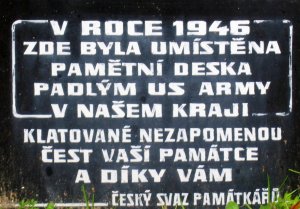 V ROCE 1946
ZDE BYLA UMÍSTĚNA
PAMĚTNÍ DESKA
PADLÝM US ARMY
V NAŠEM KRAJI
KLATOVANÉ NEZAPOMENOU
ČEST VAŠÍ PAMÁTCE
A DÍKY VÁM
ČESKÝ SVAZ PAMÁTKÁŘŮ